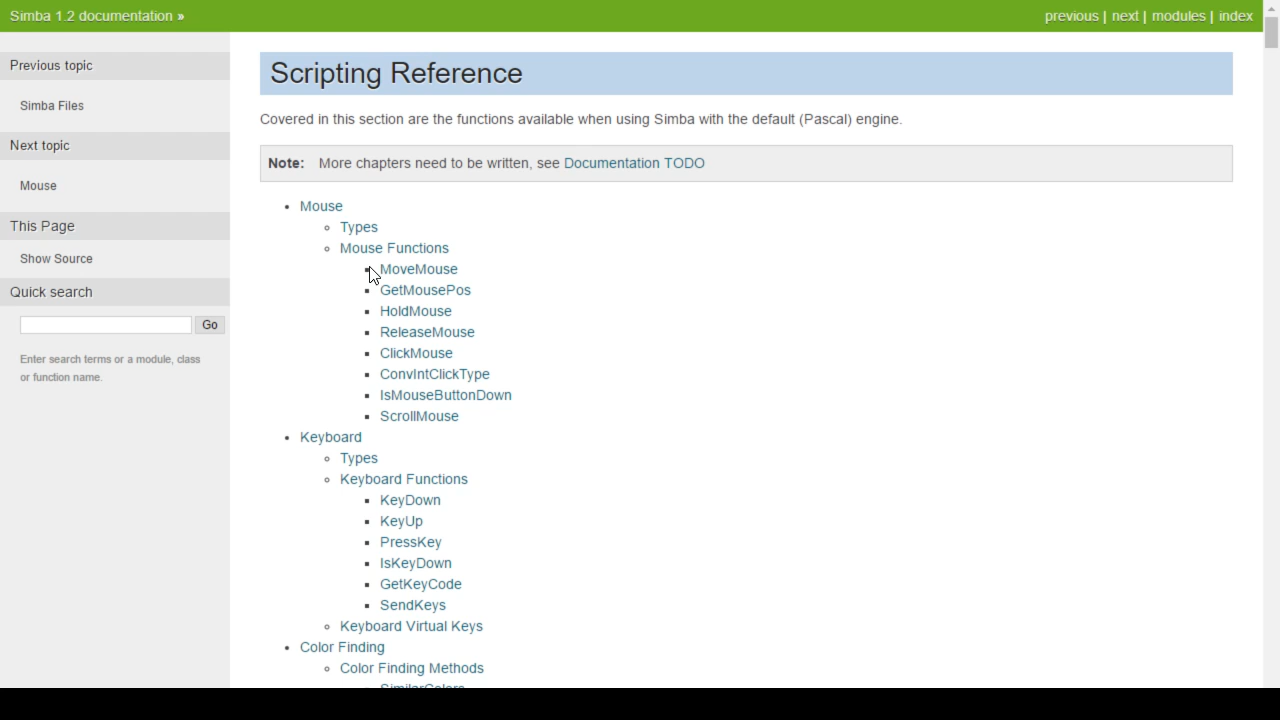 Simba 1.2 documentation »
previous | next | modules | index
Previous topic
Simba Files
Next topic
Mouse
This Page
Show Source
Quick search
Go
Enter search terms or a module, class
or function name.
Scripting Reference
Covered in this section are the functions available when using Simba with the default (Pascal) engine.
Note: More chapters need to be written, see Documentation TODO
Mouse
Types
Mouse Functions
MoveMouse
GetMousePos
HoldMouse
ReleaseMouse
ClickMouse
ConvIntClickType
IsMouseButtonDown
ScrollMouse
Keyboard
Types
Keyboard Functions
KeyDown
KeyUp
PressKey
IsKeyDown
GetKeyCode
SendKeys
Keyboard Virtual Keys
Color Finding
Color Finding Methods
SimilarColors